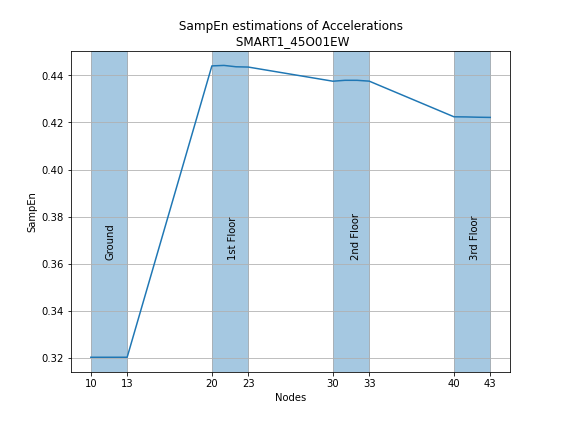 SampEn estimations of Accelerations
SMART1_45O01EW
SampEn
0.44
0.42
0.40
0.38
0.36
0.34
0.32
Ground
1st Floor
2nd Floor
3rd Floor
10 13 20 23 30 33 40 43
Nodes